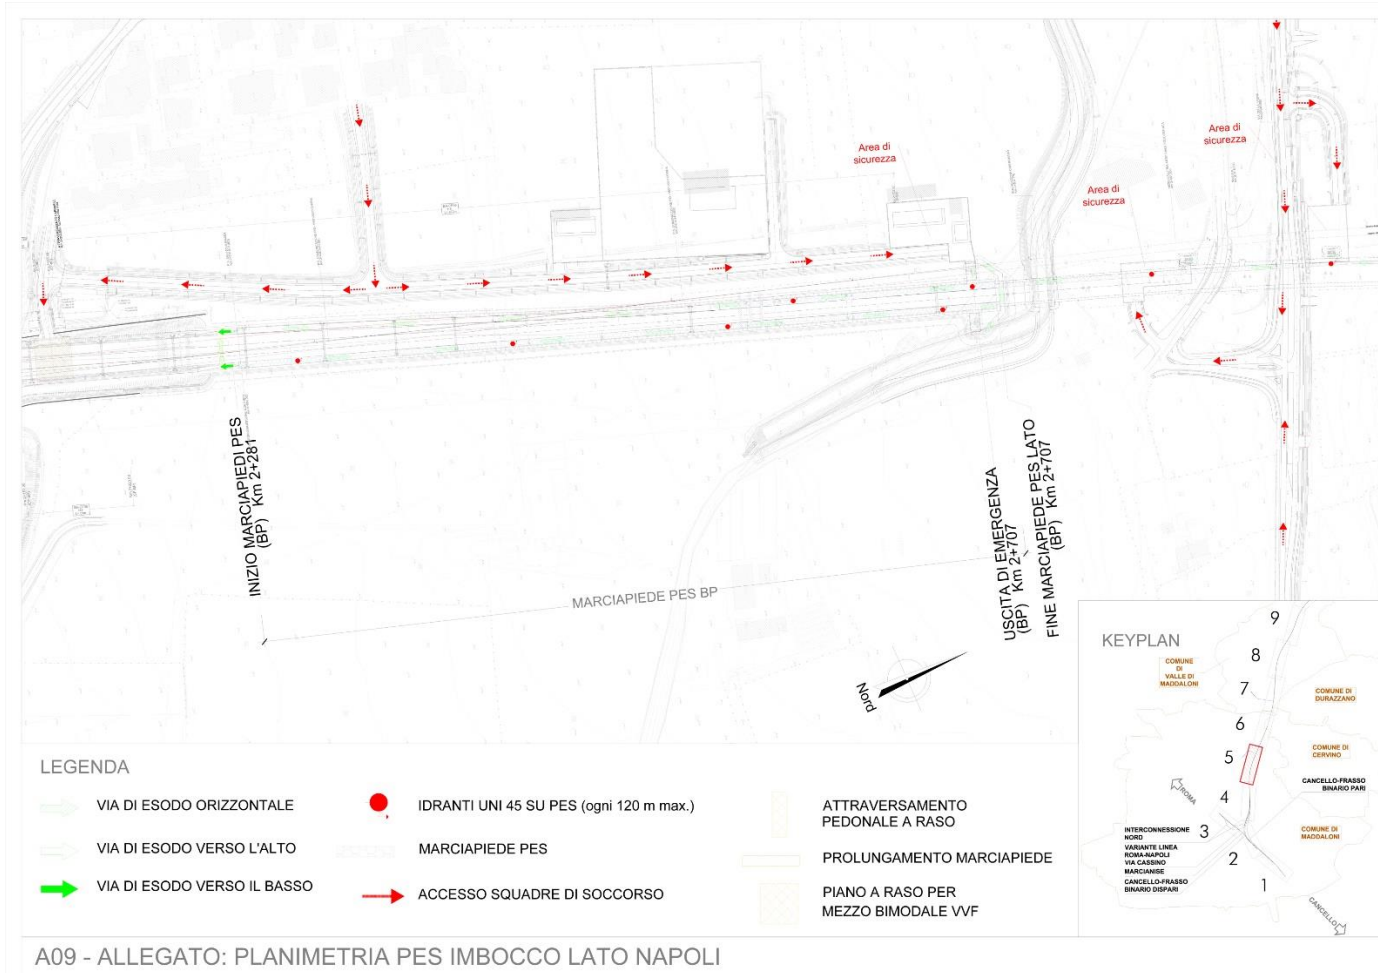 Area di
sicurezza
Area di
sicurezza
Area di
sicurezza
INIZIO MARCIAPIEDI PES
(BP) Km 2+281
MARCIAPIEDE PES BP
USCITA DI EMERGENZA
(BP) Km 2+707
FINE MARCIAPIEDE PES LATO
(BP) Km 2+707
Nord
KEYPLAN
9
8
7
6
5
4
3
2
1
COMUNE
DI
VALLE DI
MADDALONI
COMUNE DI
DURAZZANO
COMUNE DI
CERVINO
CANCELLO-FRASSO
BINARIO PARI
ROMA
COMUNE DI
MADDALONI
INTERCONNESSIONE
NORD
VARIANTE LINEA
ROMA-NAPOLI
VIA CASSINO
MARCIANISE
CANCELLO-FRASSO
BINARIO DISPARI
CANCELLO
LEGENDA
VIA DI ESODO ORIZZONTALE
VIA DI ESODO VERSO L'ALTO
VIA DI ESODO VERSO IL BASSO
IDRANTI UNI 45 SU PES (ogni 120 m max.)
MARCIAPIEDE PES
ACCESSO SQUADRE DI SOCCORSO
ATTRAVERSAMENTO
PEDONALE A RASO
PROLUNGAMENTO MARCIAPIEDE
PIANO A RASO PER
MEZZO BIMODALE VVF
A09 - ALLEGATO: PLANIMETRIA PES IMBOCCO LATO NAPOLI